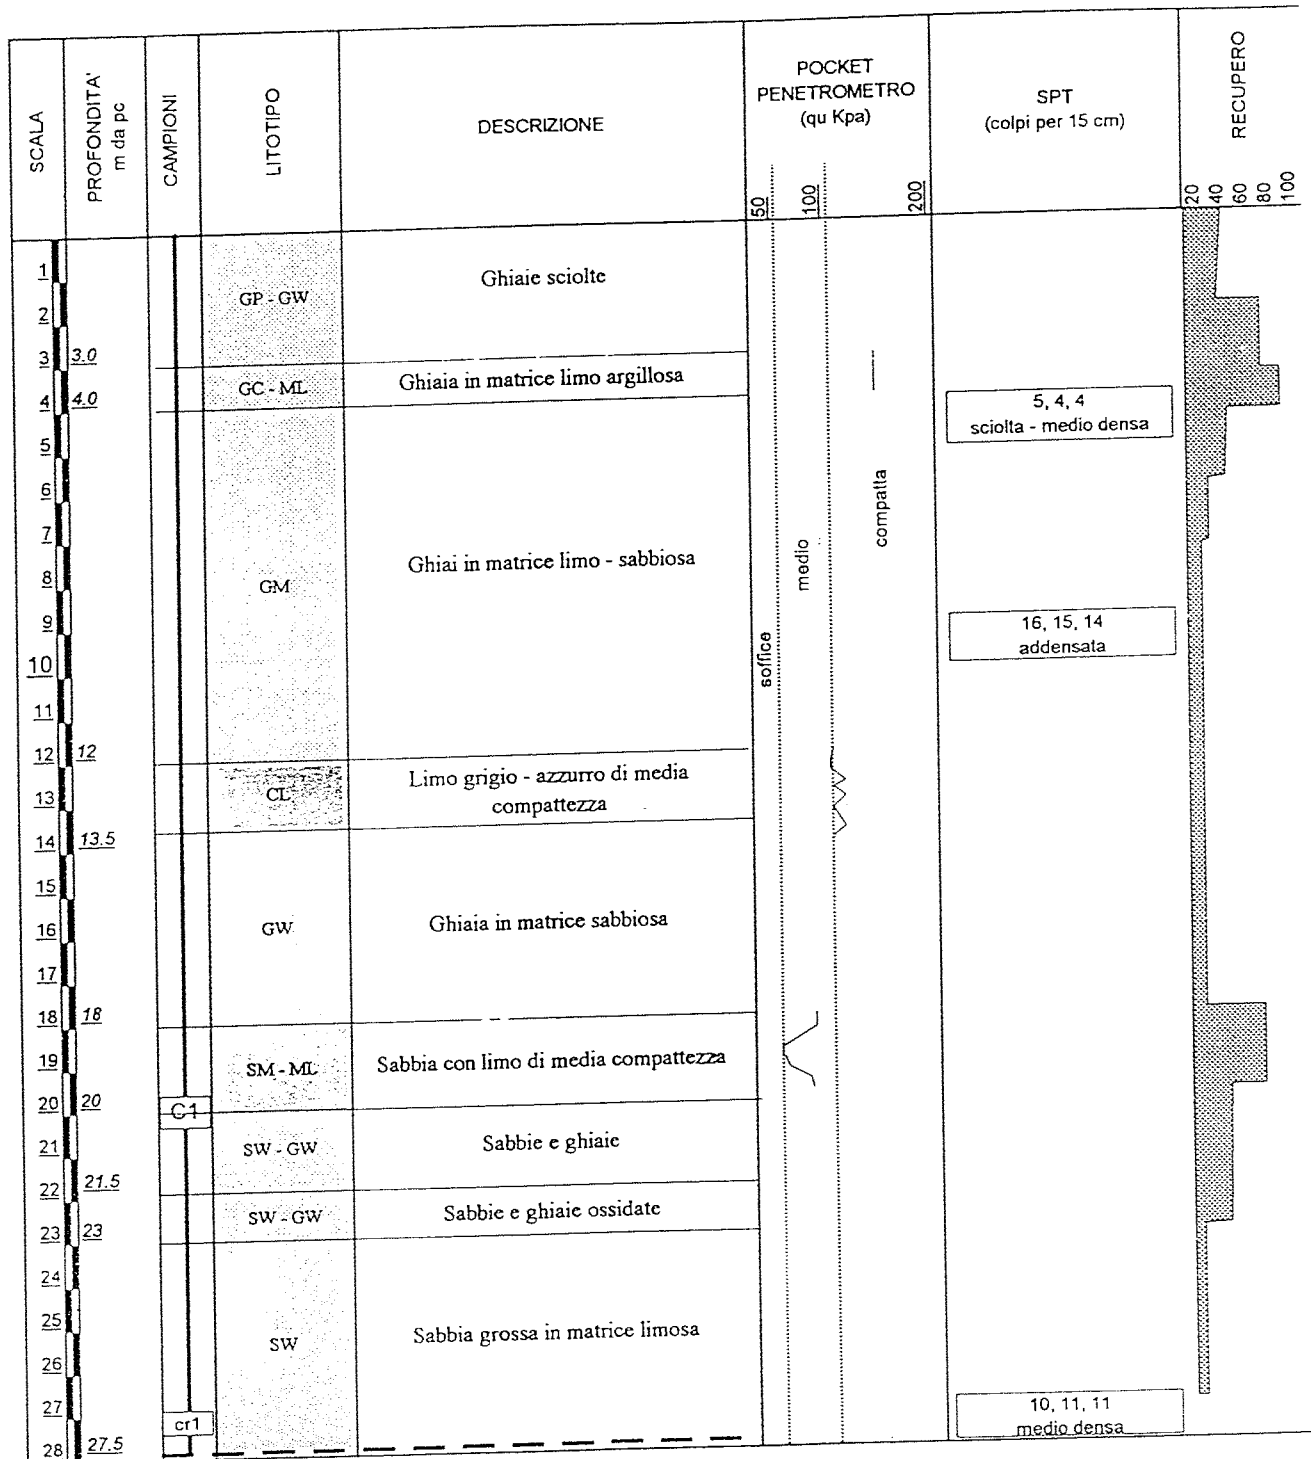 SCALA
PROFONDITA'
m da pc
CAMPIONI
LITOTIPO
DESCRIZIONE
POCKET
PENETROMETRO
(qu Kpa)
50
100
200
SPT
(colpi per 15 cm)
RECUPERO
20
40
60
80
100
1
2
3
4
5
6
7
8
9
10
11
12
13
14
15
16
17
18
19
20
21
22
23
24
25
26
27
28
3.0
4.0
12
13.5
18
20
21.5
23
27.5
C1
cr1
GP - GW
Ghiaie sciolte
GC - ML
Ghiaia in matrice limo argillosa
GM
Ghiai in matrice limo - sabbiosa
CL
Limo grigio - azzurro di media
compattezza
GW
Ghiaia in matrice sabbiosa
SM - ML
Sabbia con limo di media compattezza
SW - GW
Sabbie e ghiaie
SW - GW
Sabbie e ghiaie ossidate
SW
Sabbia grossa in matrice limosa
soffice
medio
compatta
5, 4, 4
sciolta - medio densa
16, 15, 14
addensata
10, 11, 11
medio densa